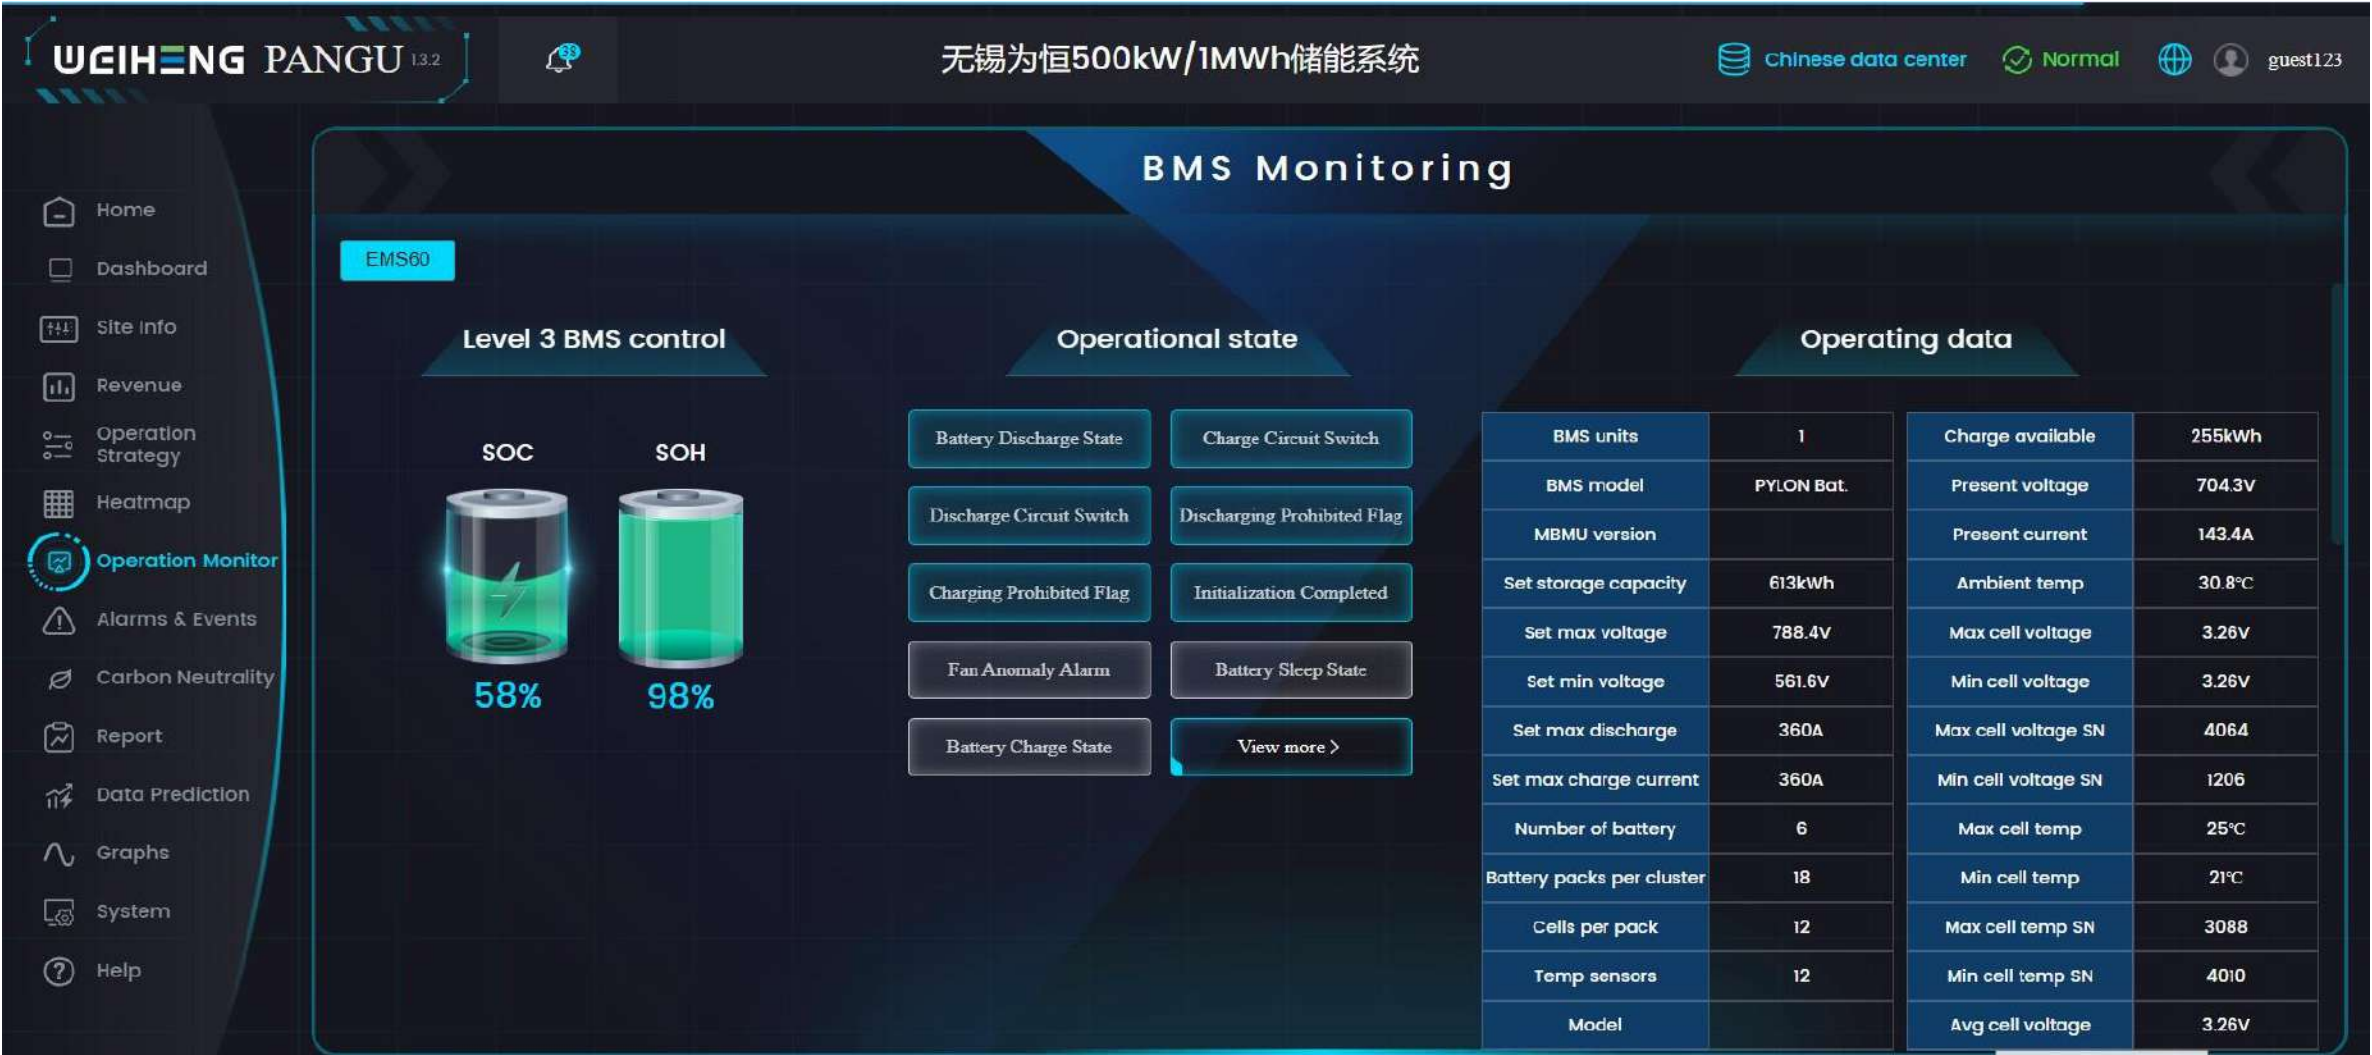 WEIHENG PANGU 1.3.2
38
无锡为恒500kW/1MWh储能系统
Chinese data center
Normal
guest123
BMS Monitoring
Home
Dashboard
Site Info
Revenue
Operation
Strategy
Heatmap
Operation Monitor
Alarms & Events
Carbon Neutrality
Report
Data Prediction
Graphs
System
Help
EMS60
Level 3 BMS control
SOC SOH
58% 98%
Operational state
Battery Discharge State Charge Circuit Switch
Discharge Circuit Switch Discharging Prohibited Flag
Charging Prohibited Flag Initialization Completed
Fan Anomaly Alarm Battery Sleep State
Battery Charge State View more >
Operating data
BMS units 1 Charge available 255kWh
BMS model PYLON Bat. Present voltage 704.3V
MBMU version Present current 143.4A
Set storage capacity 613kWh Ambient temp 30.8℃
Set max voltage 788.4V Max cell voltage 3.26V
Set min voltage 561.6V Min cell voltage 3.26V
Set max discharge 360A Max cell voltage SN 4064
Set max charge current 360A Min cell voltage SN 1206
Number of battery 6 Max cell temp 25℃
Battery packs per cluster 18 Min cell temp 21℃
Cells per pack 12 Max cell temp SN 3088
Temp sensors 12 Min cell temp SN 4010
Model Avg cell voltage 3.26V